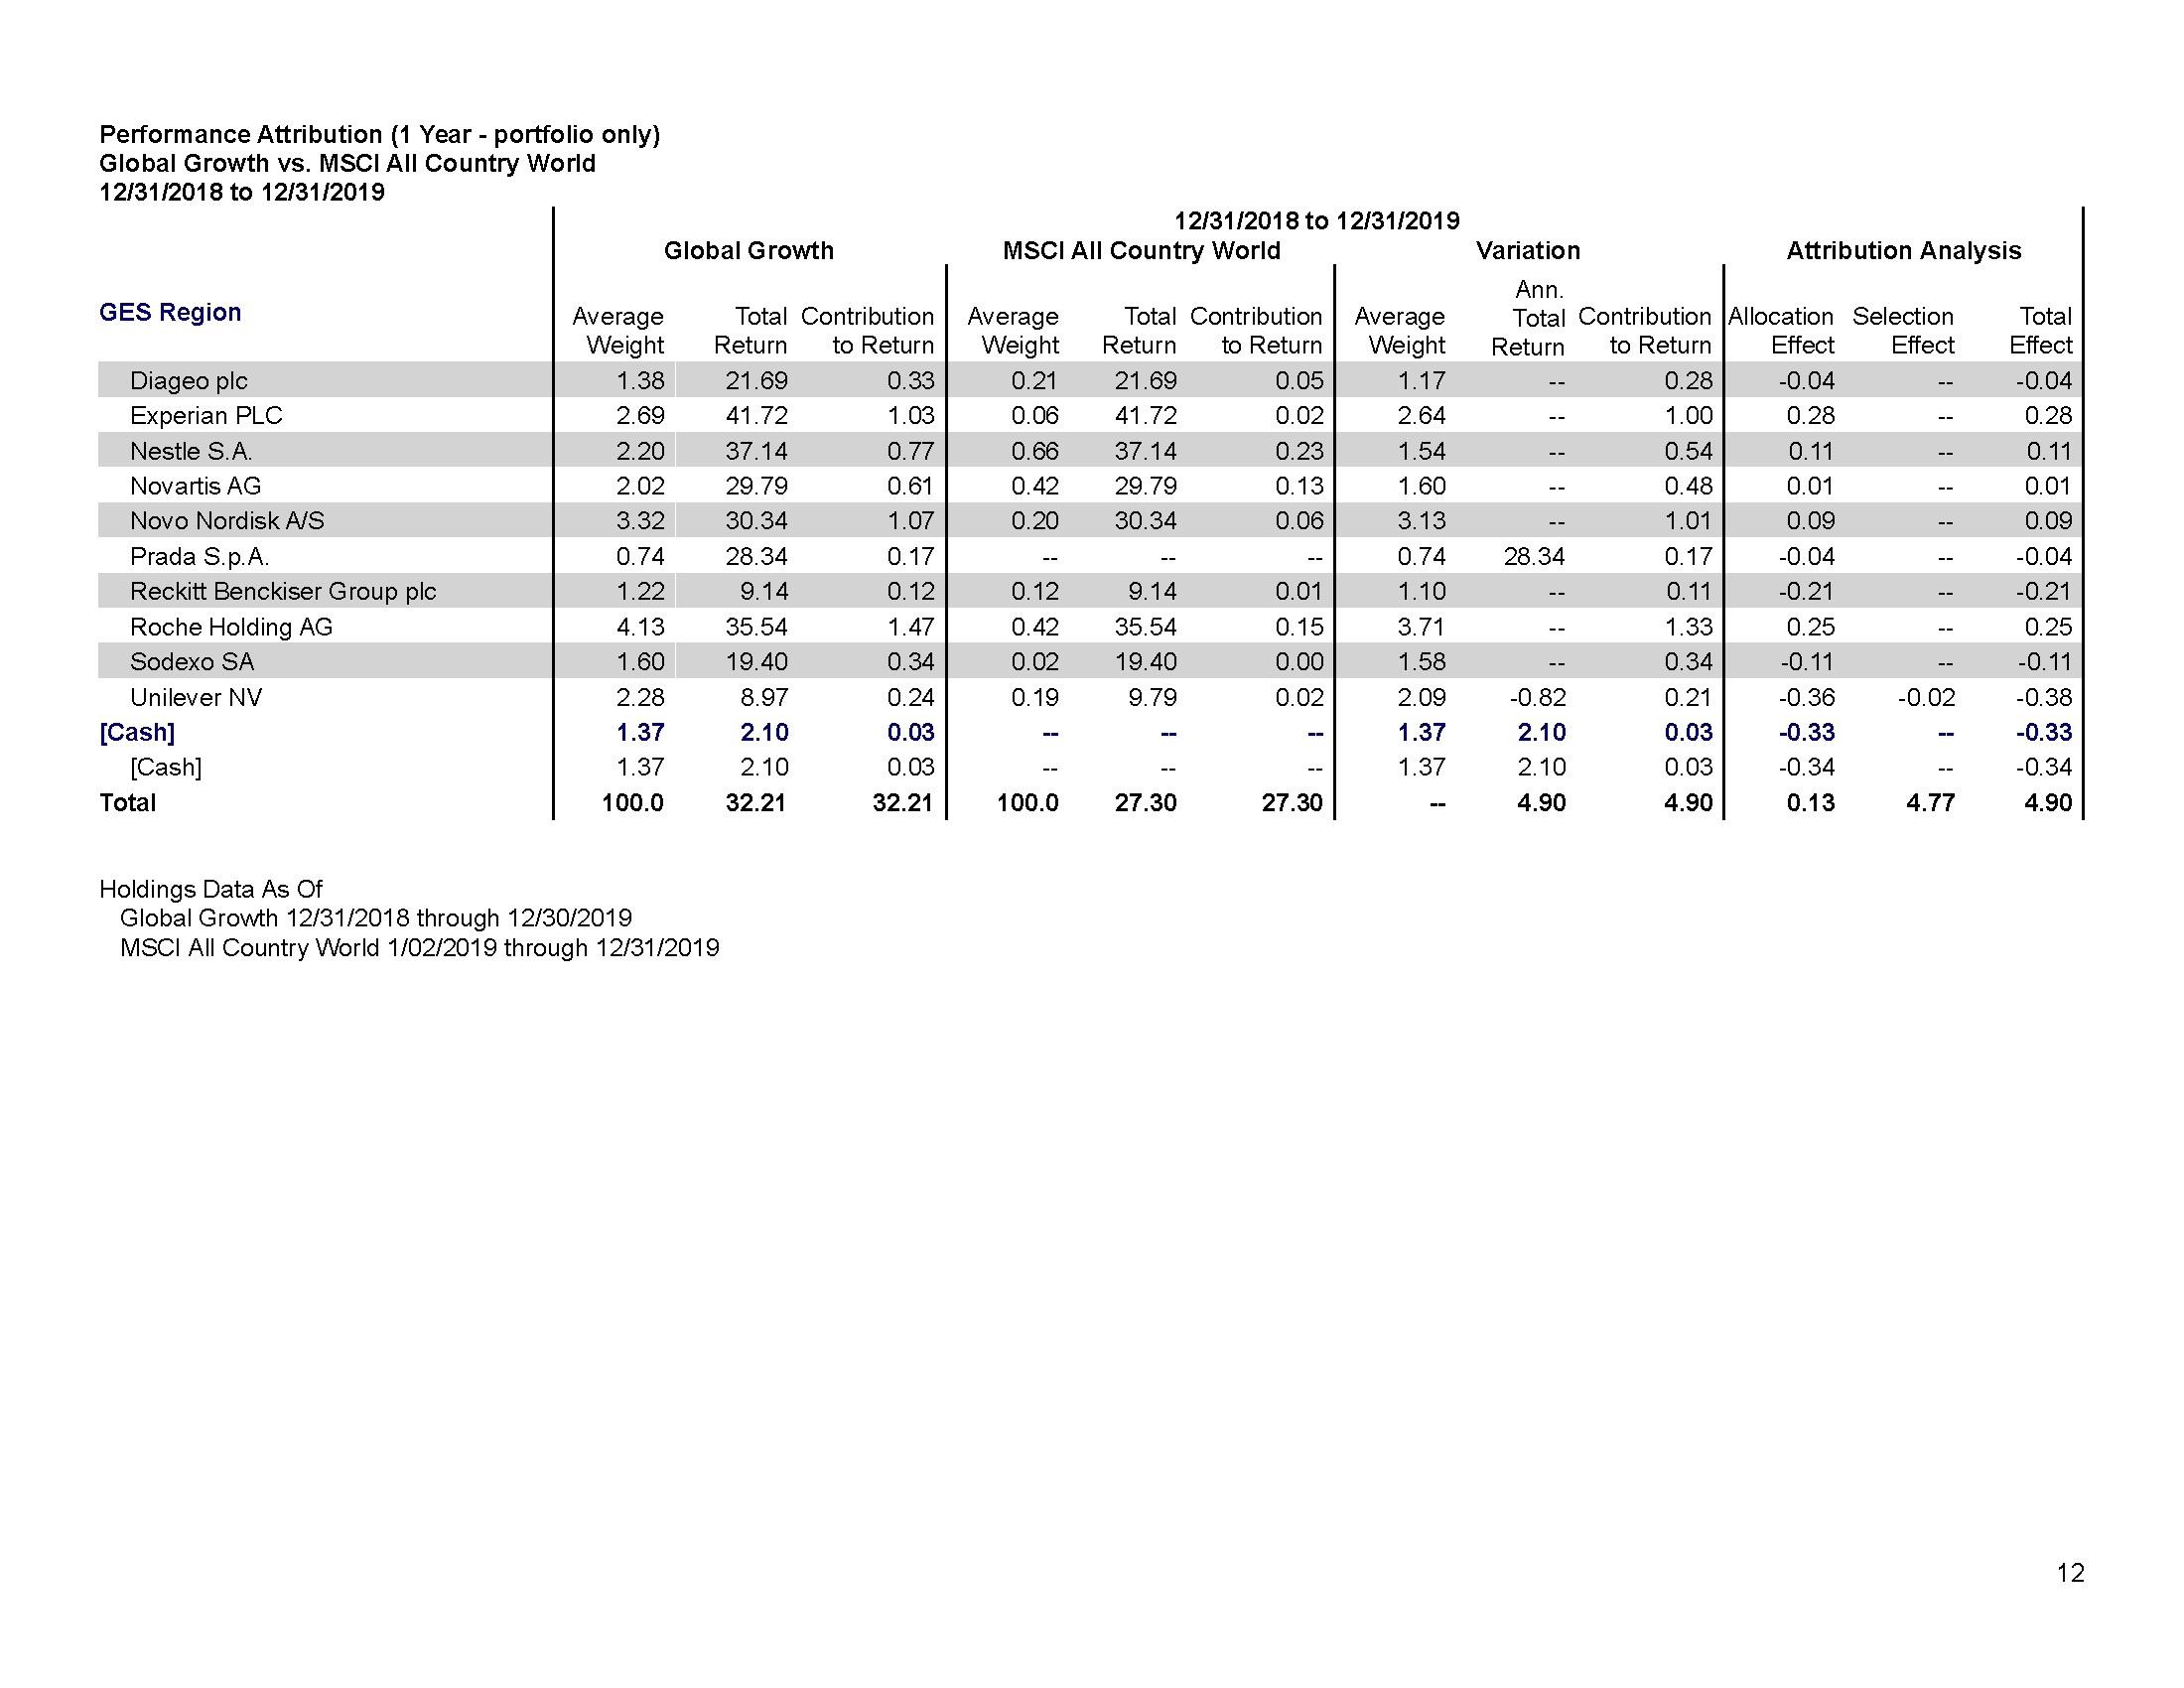 Performance Attribution (1 Year - portfolio only)
Global Growth vs. MSCI All Country World
12/31/2018 to 12/31/2019
12/31/2018 to 12/31/2019
Global Growth MSCI All Country World Variation Attribution Analysis
GES Region Average Weight Total Return Contribution to Return Average Weight Total Return Contribution to Return Average Weight Ann. Total Return Contribution to Return Allocation Effect Selection Effect Total Effect
Diageo plc 1.38 21.69 0.33 0.21 21.69 0.05 1.17 -- 0.28 -0.04 -- -0.04
Experian PLC 2.69 41.72 1.03 0.06 41.72 0.02 2.64 -- 1.00 0.28 -- 0.28
Nestle S.A. 2.20 37.14 0.77 0.66 37.14 0.23 1.54 -- 0.54 0.11 -- 0.11
Novartis AG 2.02 29.79 0.61 0.42 29.79 0.13 1.60 -- 0.48 0.01 -- 0.01
Novo Nordisk A/S 3.32 30.34 1.07 0.20 30.34 0.06 3.13 -- 1.01 0.09 -- 0.09
Prada S.p.A. 0.74 28.34 0.17 -- -- -- 0.74 28.34 0.17 -0.04 -- -0.04
Reckitt Benckiser Group plc 1.22 9.14 0.12 0.12 9.14 0.01 1.10 -- 0.11 -0.21 -- -0.21
Roche Holding AG 4.13 35.54 1.47 0.42 35.54 0.15 3.71 -- 1.33 0.25 -- 0.25
Sodexo SA 1.60 19.40 0.34 0.02 19.40 0.00 1.58 -- 0.34 -0.11 -- -0.11
Unilever NV 2.28 8.97 0.24 0.19 9.79 0.02 2.09 -0.82 0.21 -0.36 -0.02 -0.38
[Cash] 1.37 2.10 0.03 -- -- -- 1.37 2.10 0.03 -0.33 -- -0.33
[Cash] 1.37 2.10 0.03 -- -- -- 1.37 2.10 0.03 -0.34 -- -0.34
Total 100.0 32.21 32.21 100.0 27.30 27.30 -- 4.90 4.90 0.13 4.77 4.90
Holdings Data As Of
Global Growth 12/31/2018 through 12/30/2019
MSCI All Country World 1/02/2019 through 12/31/2019
12